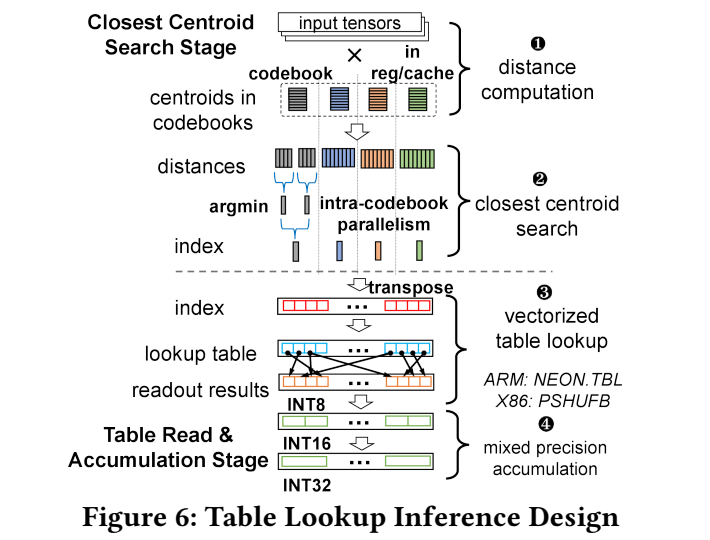 Closest Centroid
Search Stage
input tensors
×
in
codebook
reg/cache
❶
distance
computation
centroids in
codebooks
distances
argmin
intra-codebook
parallelism
index
❷
closest centroid
search
transpose
index
...
❸
vectorized
table lookup
lookup table
...
readout results
...
ARM: NEON.TBL
X86: PSHUFB
INT8
...
Table Read &
Accumulation Stage
INT16
...
INT32
❹
mixed precision
accumulation
Figure 6: Table Lookup Inference Design